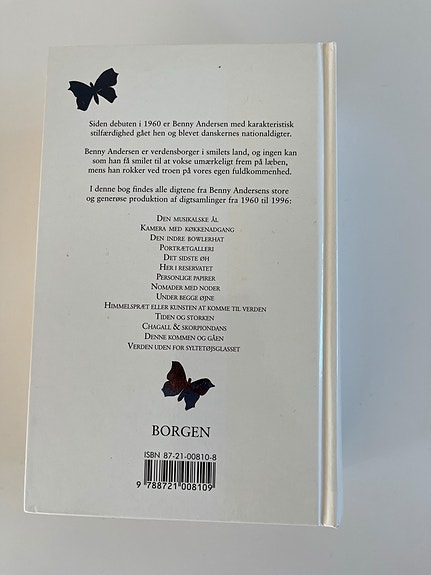 Siden debuten i 1960 er Benny Andersen med karakteristisk
stilfærdighed gået hen og blevet danskernes nationaldigter.
Benny Andersen er verdensborger i smilets land, og ingen kan
som han få smilet til at vokse umærkeligt frem på læben,
mens han rokker ved troen på vores egen fuldkommenhed.
I denne bog findes alle digtene fra Benny Andersens store
og generøse produktion af digtsamlinger fra 1960 til 1996:
DEN MUSIKALSKE ÅL
KAMERA MED KØKKENADGANG
DEN INDRE BOWLERHAT
PORTRÆTGALLERI
DET SIDSTE ØH
HER I RESERVATET
PERSONLIGE PAPIRER
NOMADER MED NODER
UNDER BEGGE ØJNE
HIMMELSPRÆT ELLER KUNSTEN AT KOMME TIL VERDEN
TIDEN OG STORKEN
CHAGALL & SKORPIONDANS
DENNE KOMMEN OG GÅEN
VERDEN UDEN FOR SYLTETØJSGLASSET
BORGEN
ISBN 87-21-00810-8
9 788721 008109